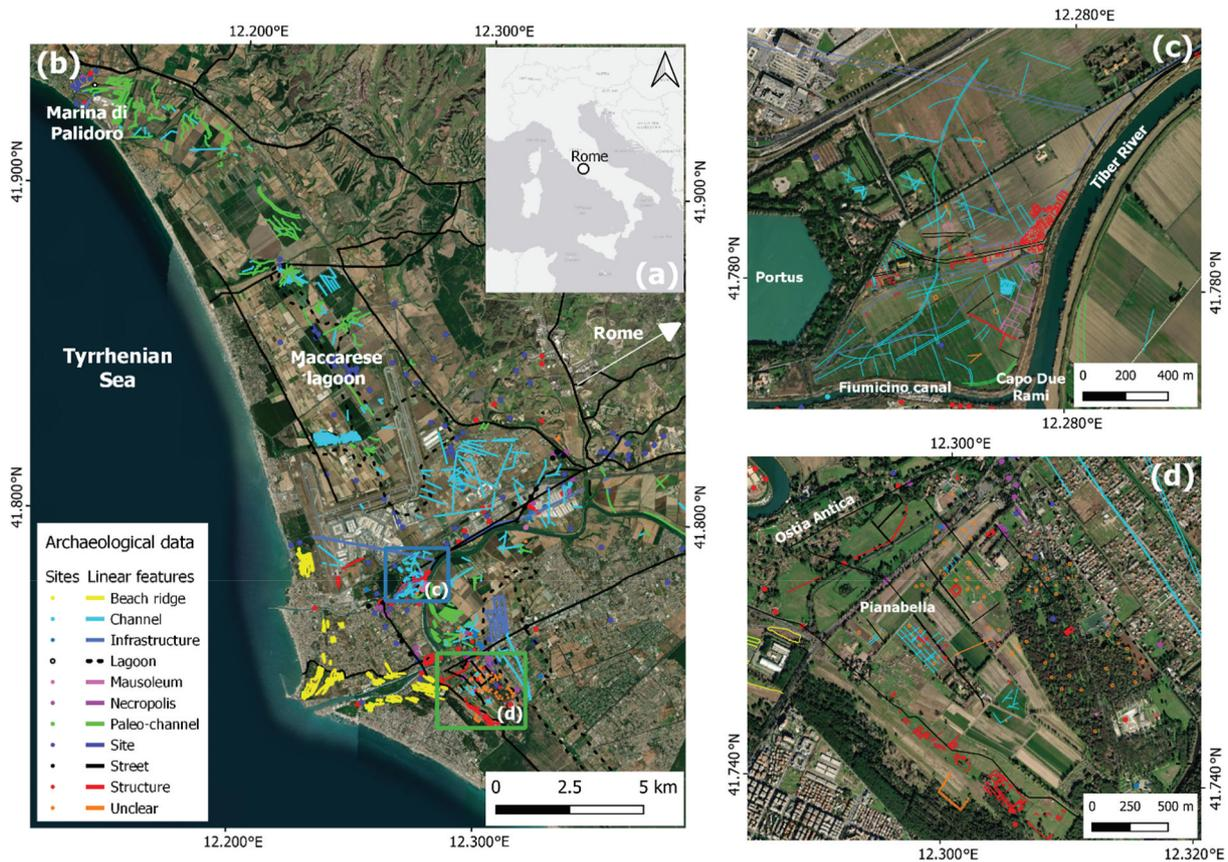 12.200°E
12.300°E
(b)
Marina di
Palidoro
41.900°N
41.900°N
Rome
(a)
Tyrrhenian
Sea
Maccarese
lagoon
Rome
41.800°N
41.800°N
(c)
(d)
Archaeological data
Sites Linear features
Beach ridge
Channel
Infrastructure
Lagoon
Mausoleum
Necropolis
Paleo-channel
Site
Street
Structure
Unclear
0 2.5 5 km
12.200°E
12.300°E
12.280°E
(c)
Tiber River
41.780°N
41.780°N
Portus
Fiumicino canal
Capo Due
Rami
0 200 400 m
12.280°E
12.300°E
(d)
Ostia Antica
Pianabella
41.740°N
41.740°N
0 250 500 m
12.300°E
12.320°E